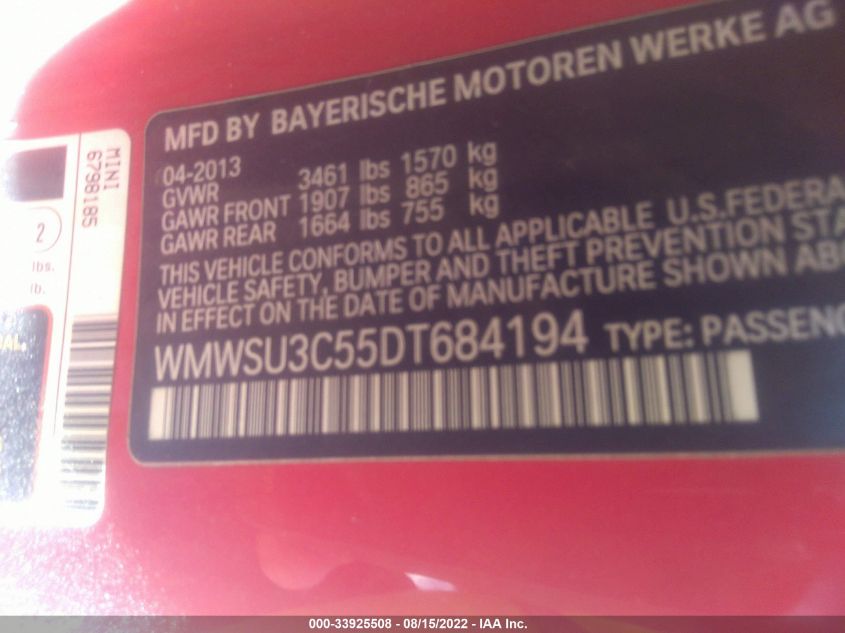 MFD BY BAYERISCHE MOTOREN WERKE AG
04-2013
GVWR 3461 lbs 1570 kg
GAWR FRONT 1907 lbs 865 kg
GAWR REAR 1664 lbs 755 kg
THIS VEHICLE CONFORMS TO ALL APPLICABLE U.S.FEDERA
VEHICLE SAFETY, BUMPER AND THEFT PREVENTION STA
IN EFFECT ON THE DATE OF MANUFACTURE SHOWN AB
WMWSU3C55DT684194 TYPE: PASSENG
MINI
6798185
2
lbs.
lb.
000-33925508 - 08/15/2022 - IAA Inc.